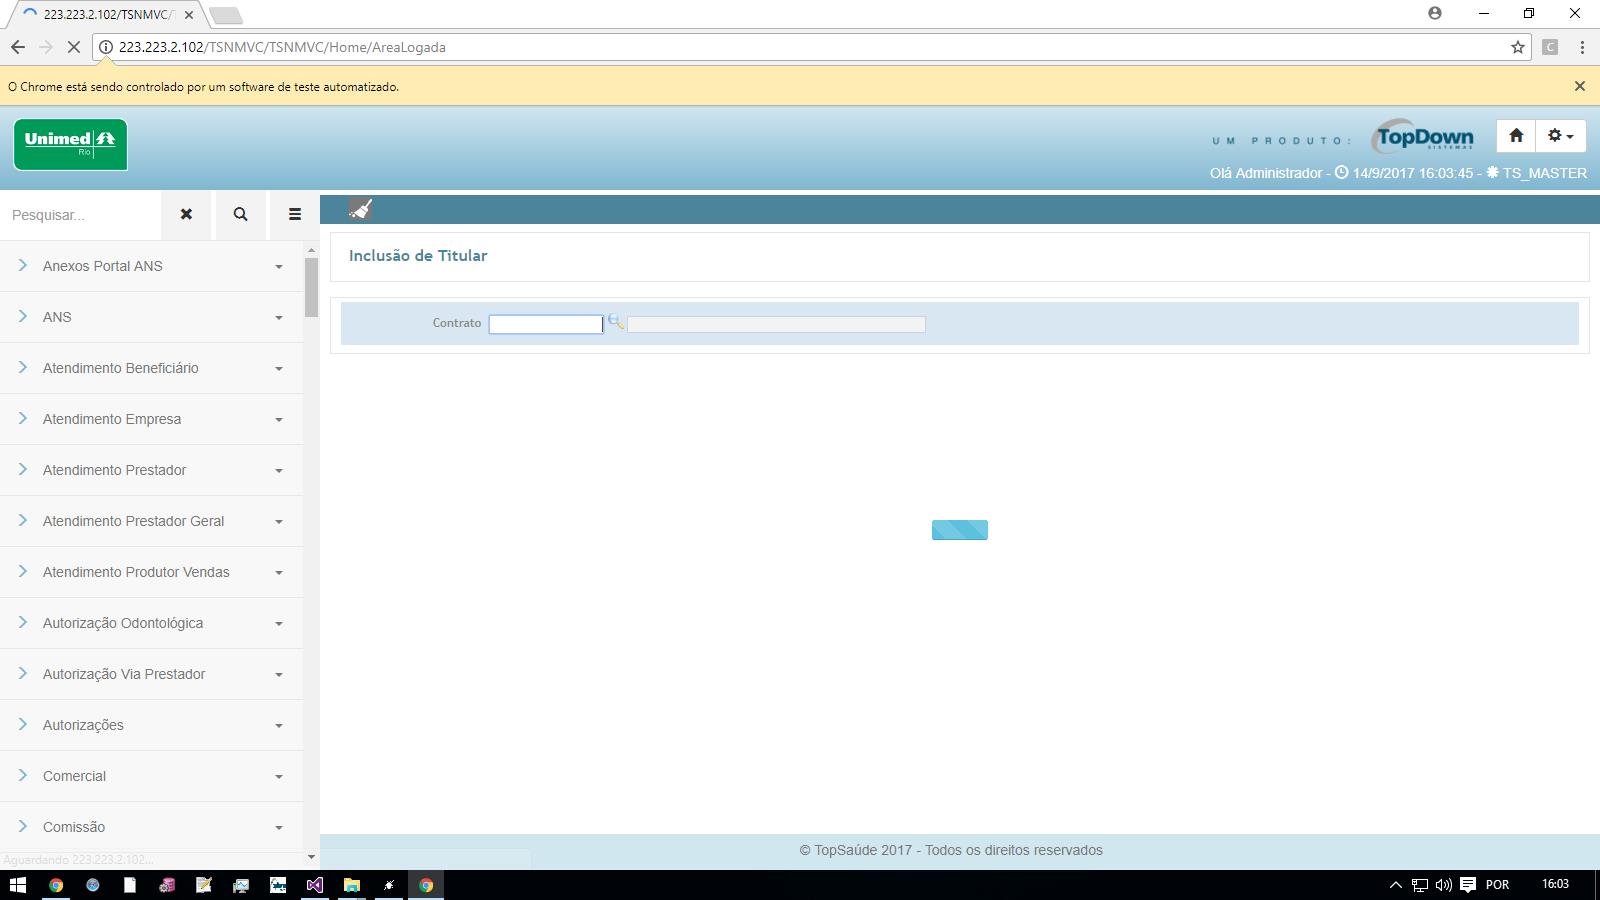 223.223.2.102/TSNMVC/T
223.223.2.102/TSNMVC/TSNMVC/Home/AreaLogada
C
O Chrome está sendo controlado por um software de teste automatizado.
Unimed
Rio
UM PRODUTO:
TopDown
SISTEMAS
Olá Administrador - 14/9/2017 16:03:45 - TS_MASTER
Pesquisar...
Inclusão de Titular
Contrato
Anexos Portal ANS
ANS
Atendimento Beneficiário
Atendimento Empresa
Atendimento Prestador
Atendimento Prestador Geral
Atendimento Produtor Vendas
Autorização Odontológica
Autorização Via Prestador
Autorizações
Comercial
Comissão
Aguardando 223.223.2.102...
© TopSaúde 2017 - Todos os direitos reservados
POR
16:03